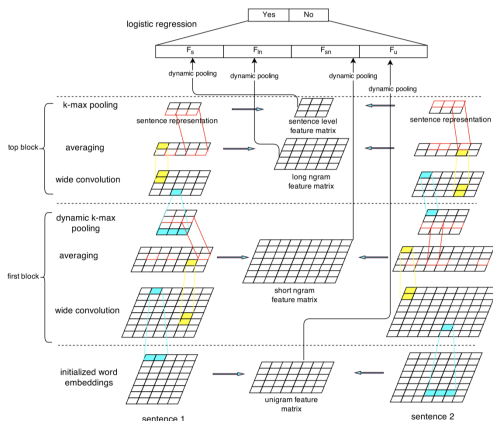 Yes No
logistic regression
Fs Fln Fsn Fu
dynamic pooling dynamic pooling dynamic pooling dynamic pooling
k-max pooling
sentence representation
sentence level
feature matrix
sentence representation
top block
averaging
long ngram
feature matrix
wide convolution
dynamic k-max
pooling
averaging
first block
short ngram
feature matrix
wide convolution
initialized word
embeddings
unigram feature
matrix
sentence 1 sentence 2